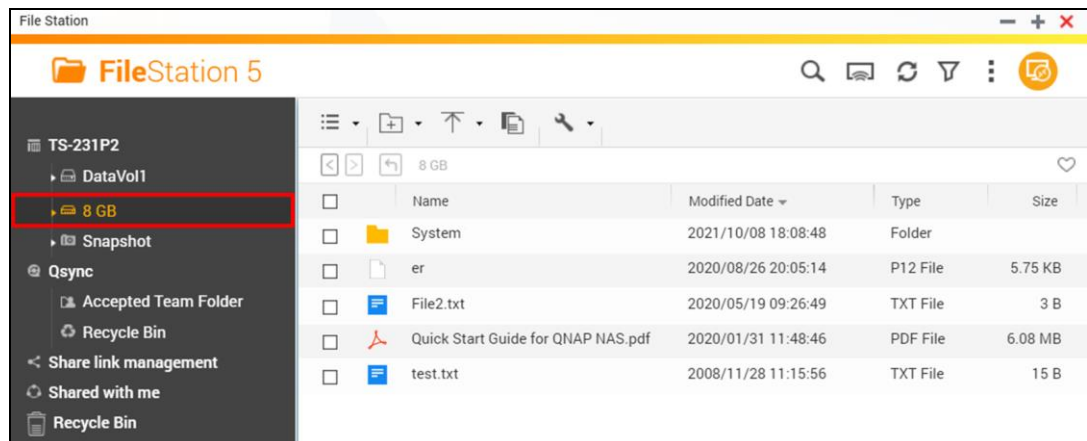 File Station
FileStation 5
TS-231P2
DataVol1
8 GB
Snapshot
Qsync
Accepted Team Folder
Recycle Bin
Share link management
Shared with me
Recycle Bin
8 GB
Name Modified Date Type Size
System 2021/10/08 18:08:48 Folder
er 2020/08/26 20:05:14 P12 File 5.75 KB
File2.txt 2020/05/19 09:26:49 TXT File 3 B
Quick Start Guide for QNAP NAS.pdf 2020/01/31 11:48:46 PDF File 6.08 MB
test.txt 2008/11/28 11:15:56 TXT File 15 B